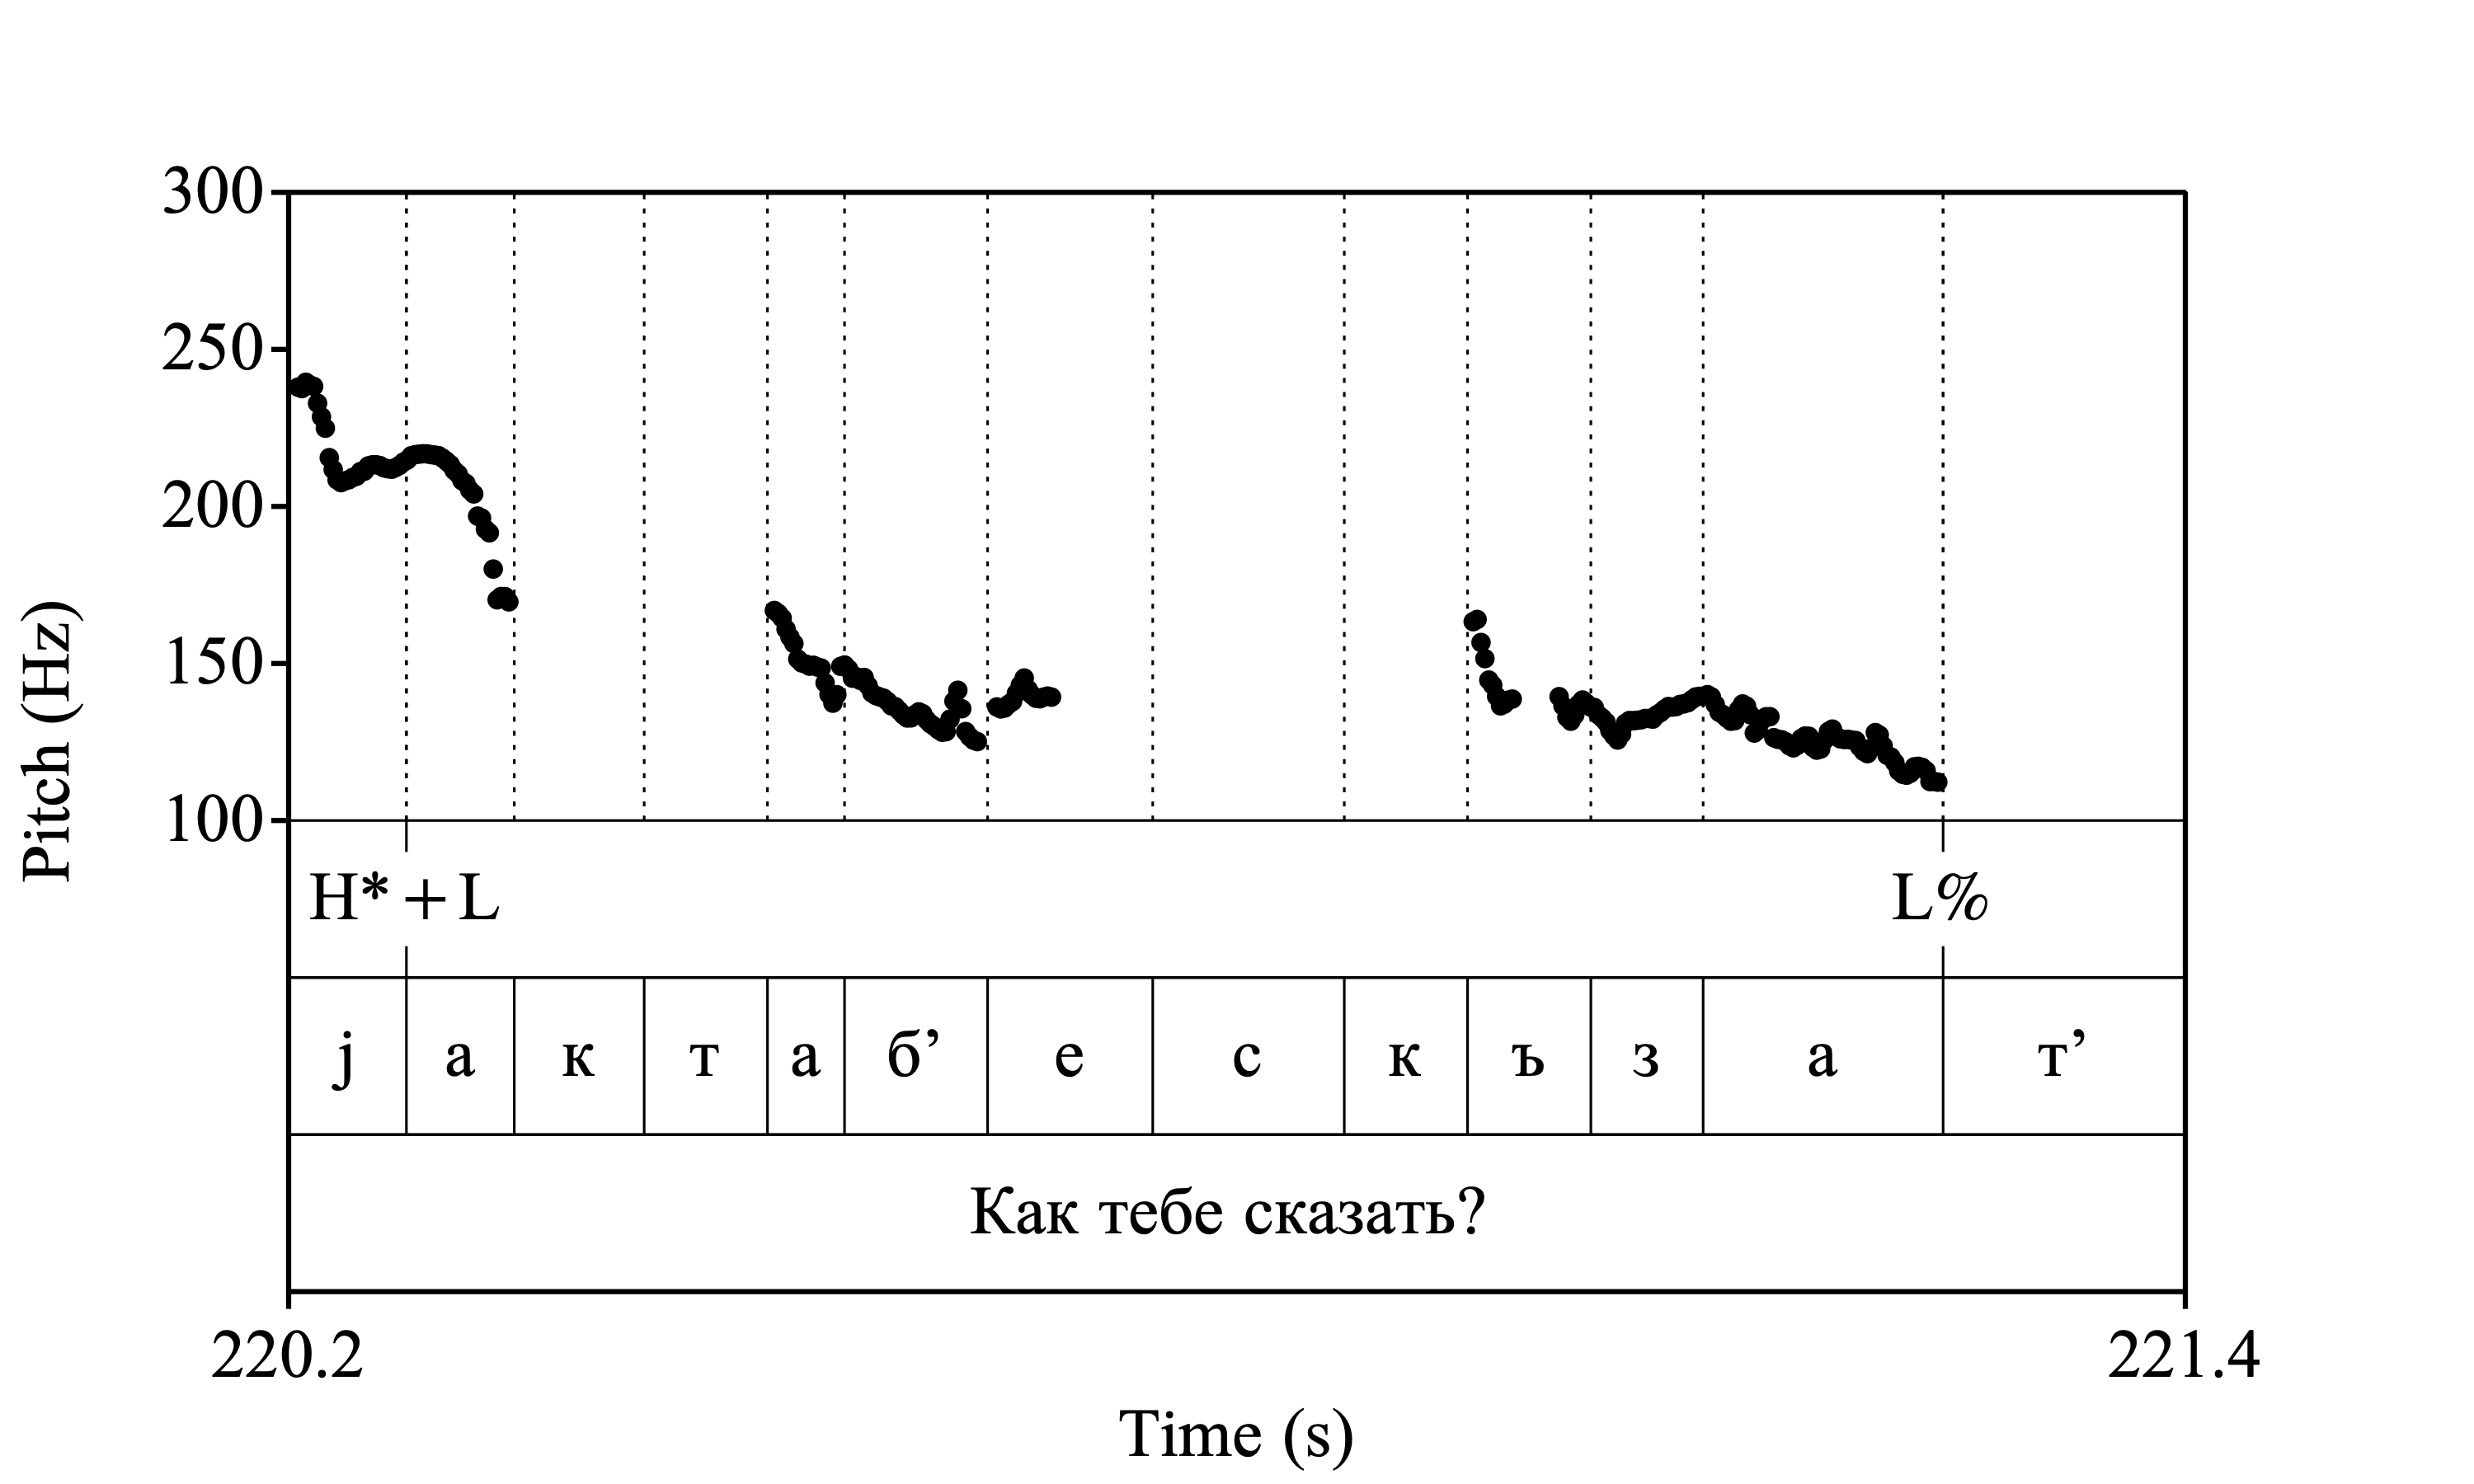 300
250
200
150
100
Pitch (Hz)
H*+L L%
j а к т а б’ е с к ъ з а т’
Как тебе сказать?
220.2 221.4
Time (s)